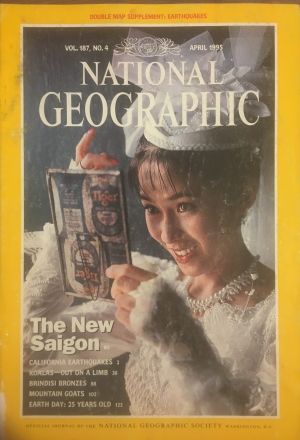 DOUBLE MAP SUPPLEMENT: EARTHQUAKES
VOL. 187, NO. 4
APRIL 1995
NATIONAL
GEOGRAPHIC
Tiger
The New
Saigon
CALIFORNIA EARTHQUAKES 2
KOALAS—OUT ON A LIMB 36
BRINDISI BRONZES 88
MOUNTAIN GOATS 102
EARTH DAY: 25 YEARS OLD 123
OFFICIAL JOURNAL OF THE NATIONAL GEOGRAPHIC SOCIETY WASHINGTON, D.C.